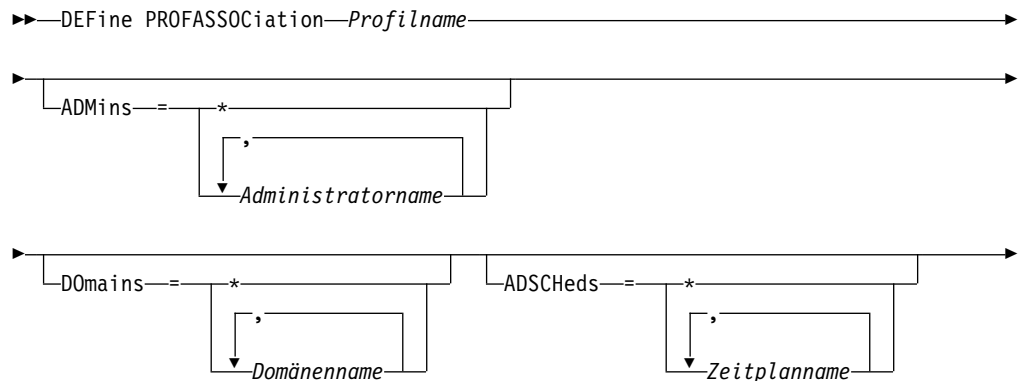 DEFine PROFASSOCiation Profilname
ADMins = *
,
Administratorname
DOmains = * ADSCHeds = *
, ,
Domänenname Zeitplanname